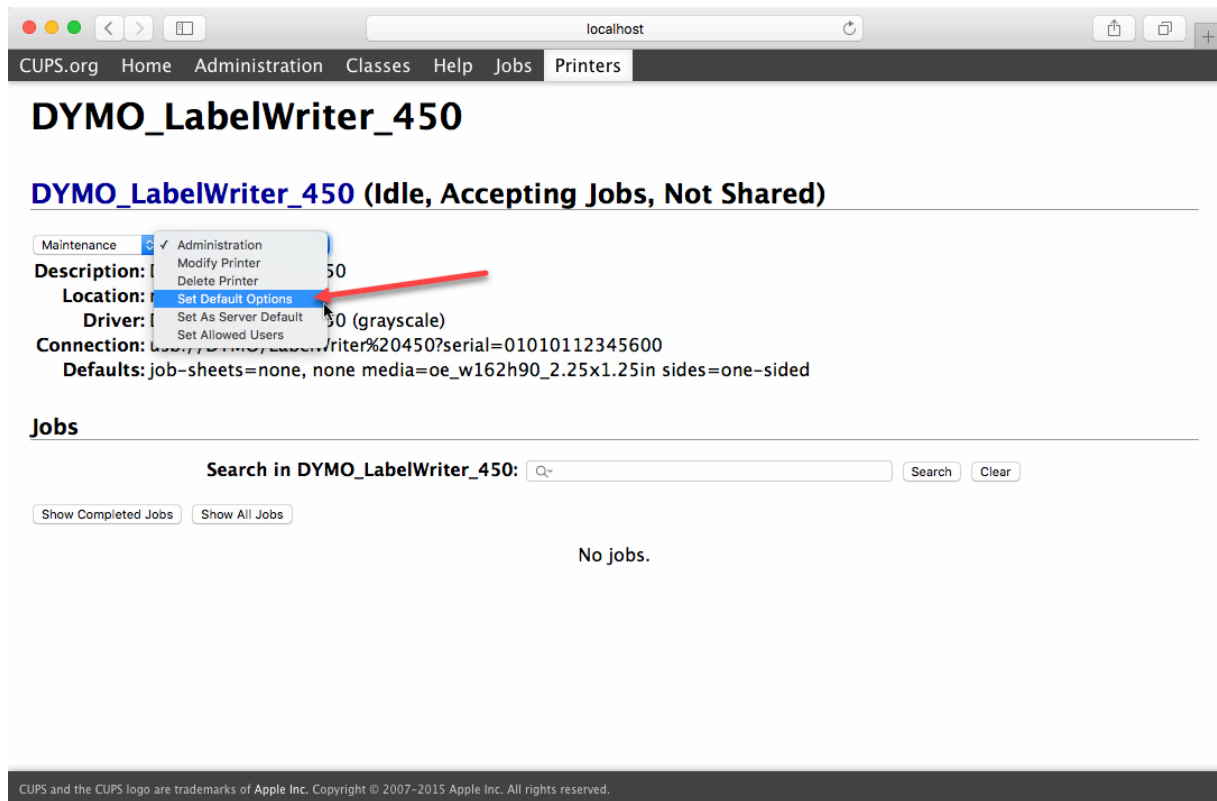 localhost
CUPS.org Home Administration Classes Help Jobs Printers
DYMO_LabelWriter_450
DYMO_LabelWriter_450 (Idle, Accepting Jobs, Not Shared)
Maintenance ✓ Administration
Modify Printer
Description: 50
Delete Printer
Location:
Set Default Options
Driver: 0 (grayscale)
Set As Server Default
Set Allowed Users
Connection: riter%20450?serial=01010112345600
Defaults: job-sheets=none, none media=oe_w162h90_2.25x1.25in sides=one-sided
Jobs
Search in DYMO_LabelWriter_450: Search Clear
Show Completed Jobs Show All Jobs
No jobs.
CUPS and the CUPS logo are trademarks of Apple Inc. Copyright © 2007-2015 Apple Inc. All rights reserved.